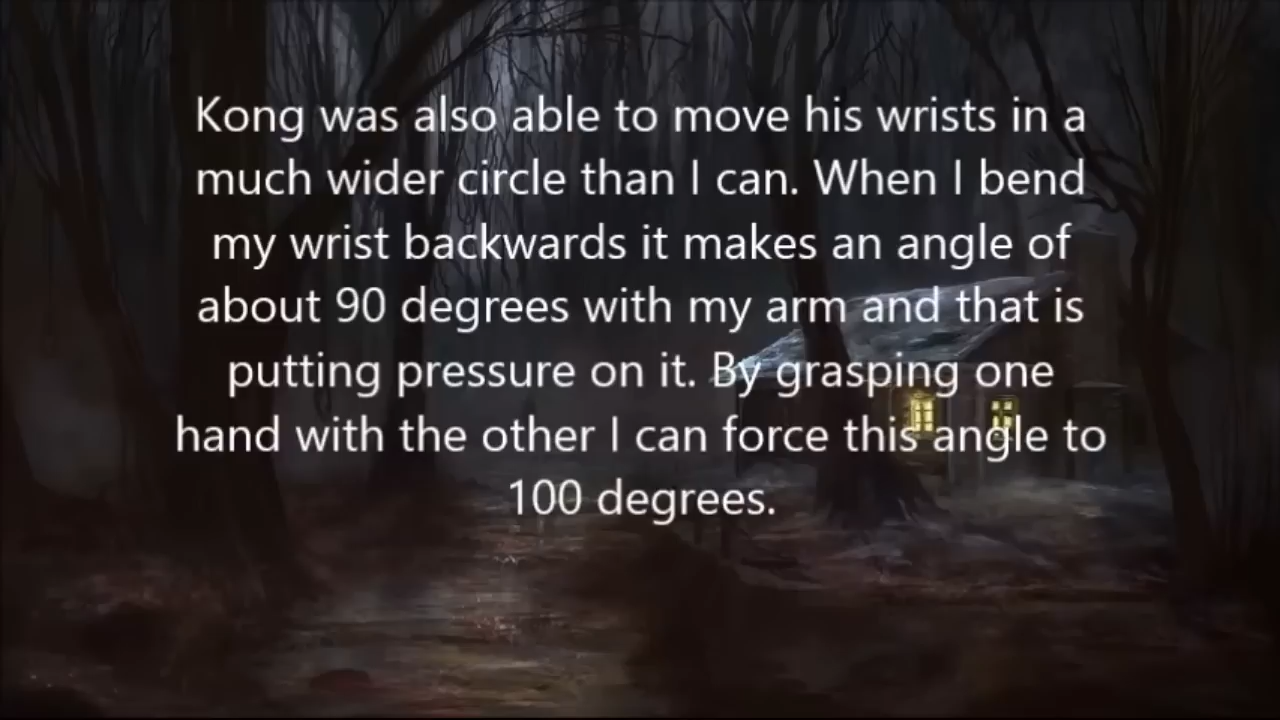 Kong was also able to move his wrists in a
much wider circle than I can. When I bend
my wrist backwards it makes an angle of
about 90 degrees with my arm and that is
putting pressure on it. By grasping one
hand with the other I can force this angle to
100 degrees.